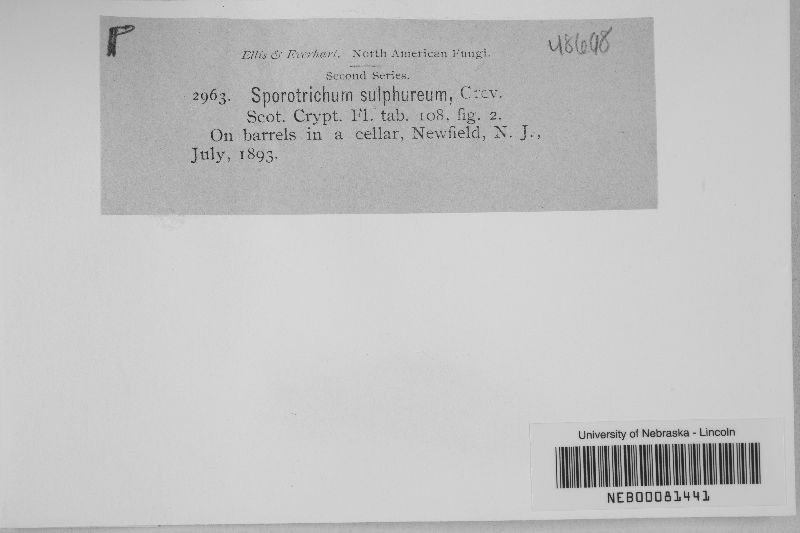 P
48698
Ellis & Everhart. North American Fungi.
Second Series.
2963. Sporotrichum sulphureum, Grev.
Scot. Crypt. Fl. tab. 108. fig. 2.
On barrels in a cellar, Newfield, N. J.,
July, 1893.
University of Nebraska - Lincoln
NEB00081441